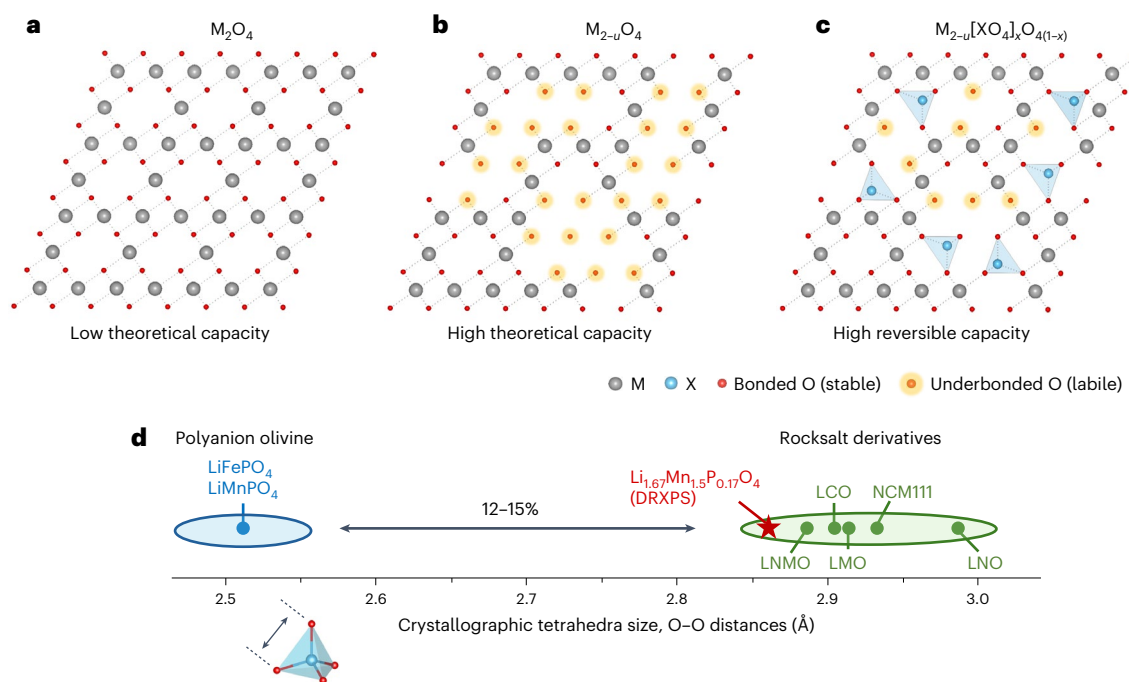 a
M₂O₄
b
M₂₋ᵤO₄
c
M₂₋ᵤ[XO₄]ₓO₄₍₁₋ₓ₎
Low theoretical capacity
High theoretical capacity
High reversible capacity
M
X
Bonded O (stable)
Underbonded O (labile)
d
Polyanion olivine
Rocksalt derivatives
LiFePO₄
LiMnPO₄
Li₁.₆₇Mn₁.₅P₀.₁₇O₄
(DRXPS)
LCO
NCM111
12–15%
LNMO
LMO
LNO
2.5
2.6
2.7
2.8
2.9
3.0
Crystallographic tetrahedra size, O–O distances (Å)